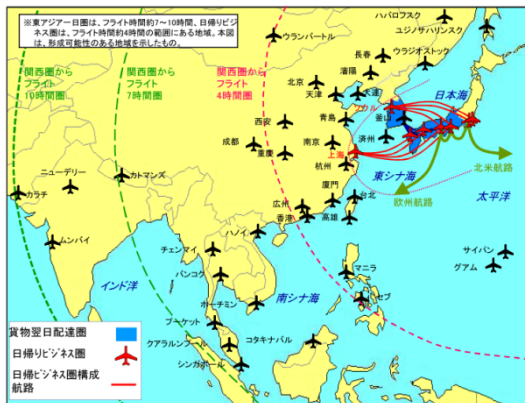 ※東アジア一日圏は、フライト時間約7～10時間、日帰りビジ
ネス圏は、フライト時間約4時間の範囲にある地域。本図
は、形成可能性のある地域を示したもの。
ハバロフスク
ユジノサハリンスク
ウランバートル
長春
ウラジオストック
瀋陽
関西圏から
フライト
10時間圏
関西圏から
フライト
7時間圏
関西圏から
フライト
4時間圏
北京
天津
大連
日本海
ソウル
釜山
青島
西安
済州
成都
重慶
南京
上海
杭州
東シナ海
北米航路
欧州航路
太平洋
ニューデリー
カトマンズ
カラチ
厦門
台北
広州
香港
高雄
ムンバイ
ハノイ
チェンマイ
サイパン
グアム
インド洋
バンコク
マニラ
南シナ海
ホーチミン
セブ
プーケット
クアラルンプール
コタキナバル
シンガポール
貨物翌日配達圏
日帰りビジネス圏
日帰ビジネス圏構成
航路